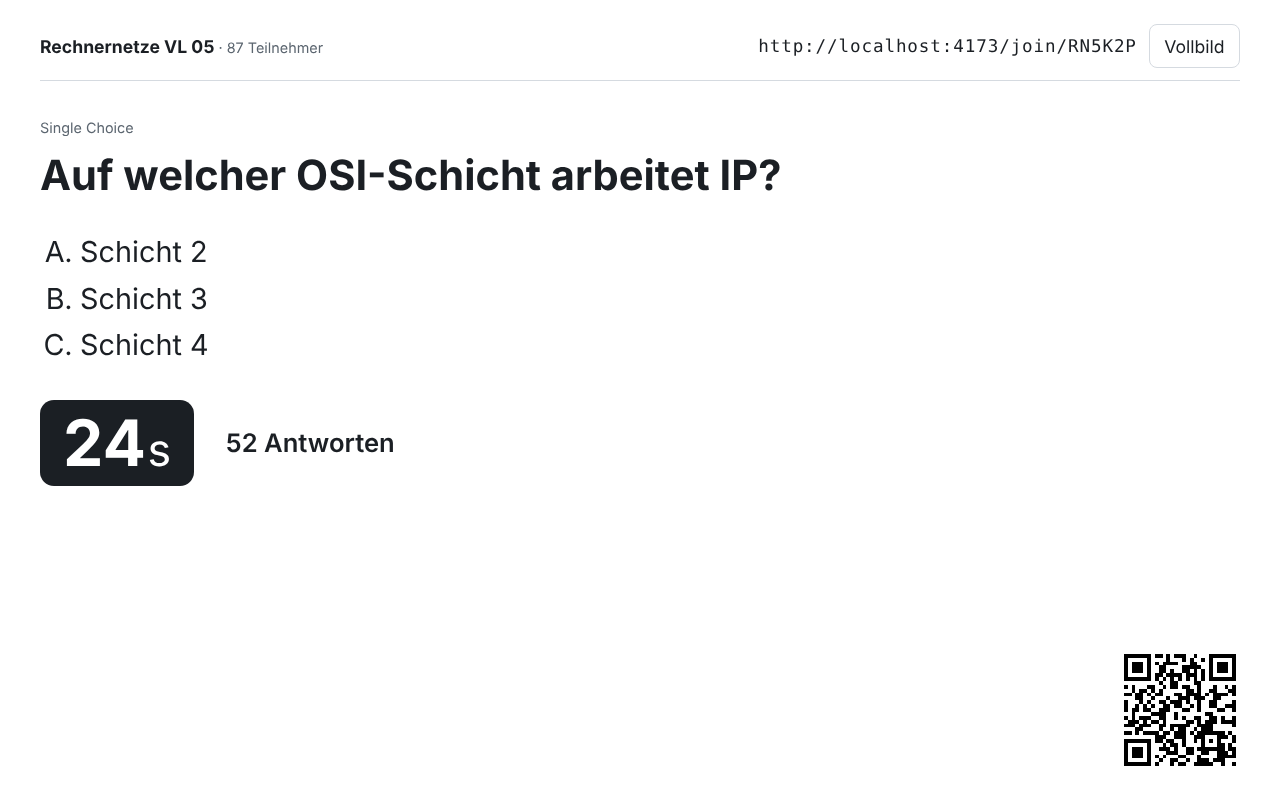 Rechnernetze VL 05 · 87 Teilnehmer
http://localhost:4173/join/RN5K2P
Vollbild
Single Choice
Auf welcher OSI-Schicht arbeitet IP?
A. Schicht 2
B. Schicht 3
C. Schicht 4
24s
52 Antworten